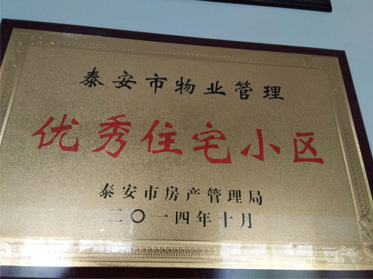 泰安市物业管理
优秀住宅小区
泰安市房产管理局
二〇一四年十月